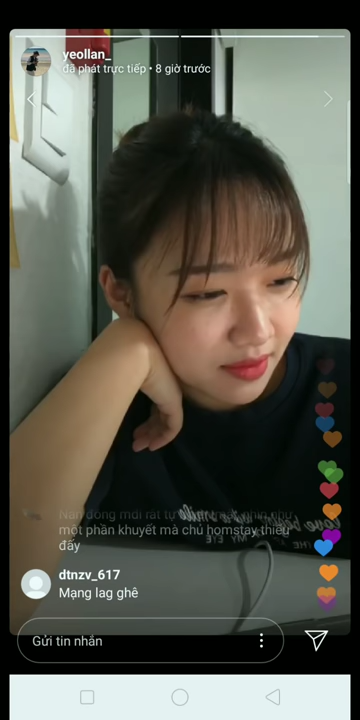 yeollan_
đã phát trực tiếp • 8 giờ trước
một phần khuyết mà chủ homstay thiếu
đấy
dtnzv_617
Mạng lag ghê
Gửi tin nhắn